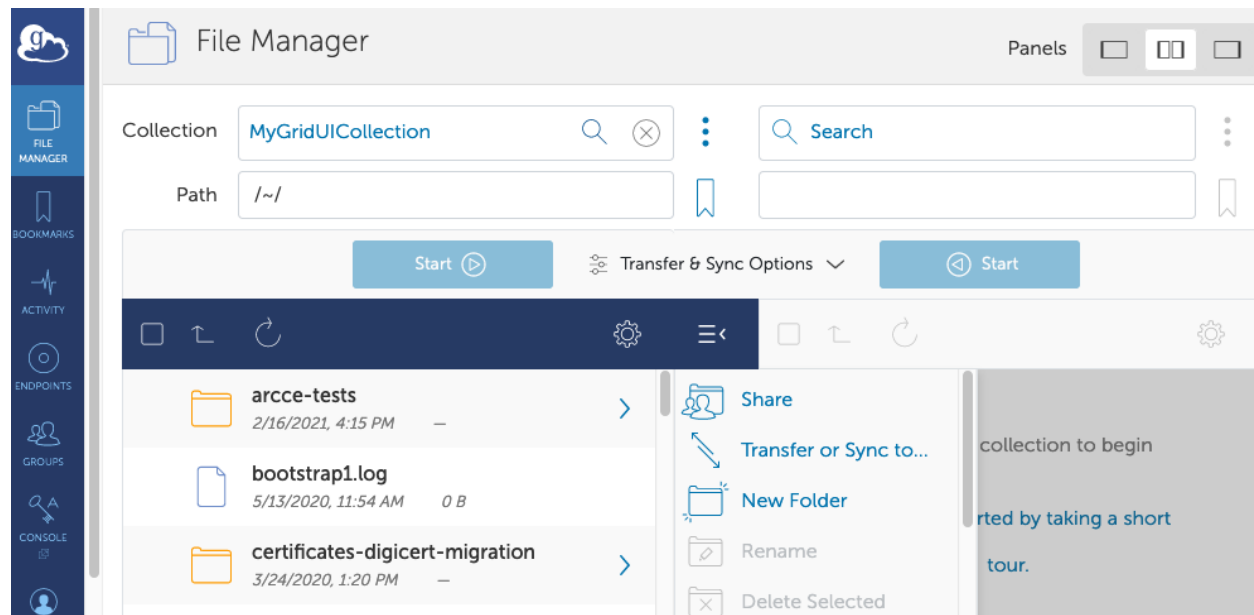 File Manager
Panels
FILE
MANAGER
BOOKMARKS
ACTIVITY
ENDPOINTS
GROUPS
CONSOLE
Collection
MyGridUICollection
Search
Path
/~/
Start
Transfer & Sync Options
Start
arcce-tests
2/16/2021, 4:15 PM —
bootstrap1.log
5/13/2020, 11:54 AM 0 B
certificates-digicert-migration
3/24/2020, 1:20 PM —
Share
Transfer or Sync to...
New Folder
Rename
Delete Selected
collection to begin
rted by taking a short
tour.